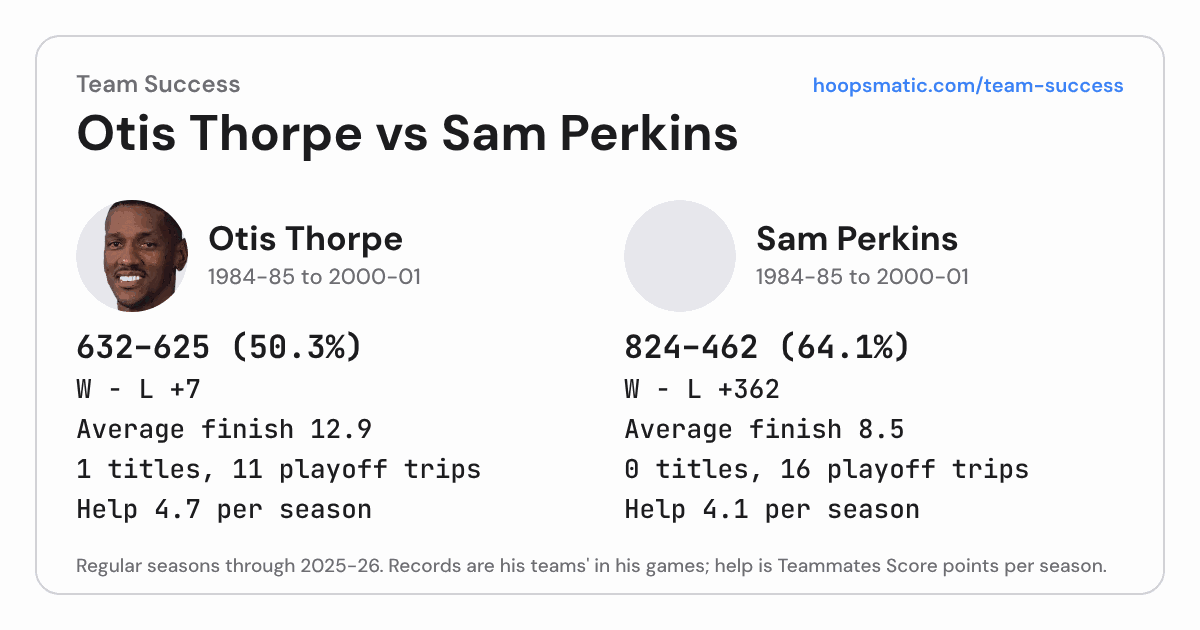 Team Success
hoopsmatic.com/team-success
Otis Thorpe vs Sam Perkins
Otis Thorpe
1984-85 to 2000-01
632-625 (50.3%)
W - L +7
Average finish 12.9
1 titles, 11 playoff trips
Help 4.7 per season
Sam Perkins
1984-85 to 2000-01
824-462 (64.1%)
W - L +362
Average finish 8.5
0 titles, 16 playoff trips
Help 4.1 per season
Regular seasons through 2025-26. Records are his teams' in his games; help is Teammates Score points per season.